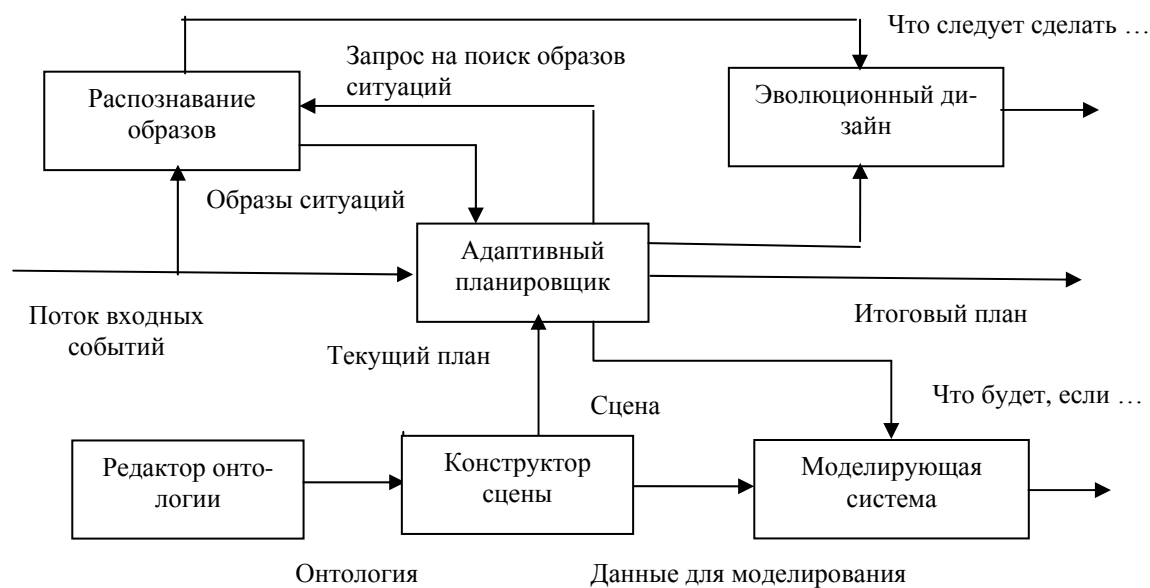 Что следует сделать …
Запрос на поиск образов
ситуаций
Распознавание
образов
Эволюционный ди-
зайн
Образы ситуаций
Адаптивный
планировщик
Поток входных
событий
Итоговый план
Текущий план
Что будет, если …
Сцена
Редактор онто-
логии
Конструктор
сцены
Моделирующая
система
Онтология
Данные для моделирования